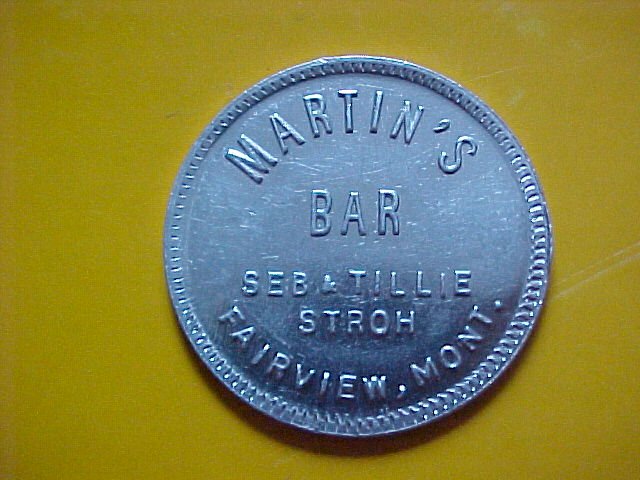 MARTIN'S
BAR
SEB & TILLIE
STROH
FAIRVIEW, MONT.